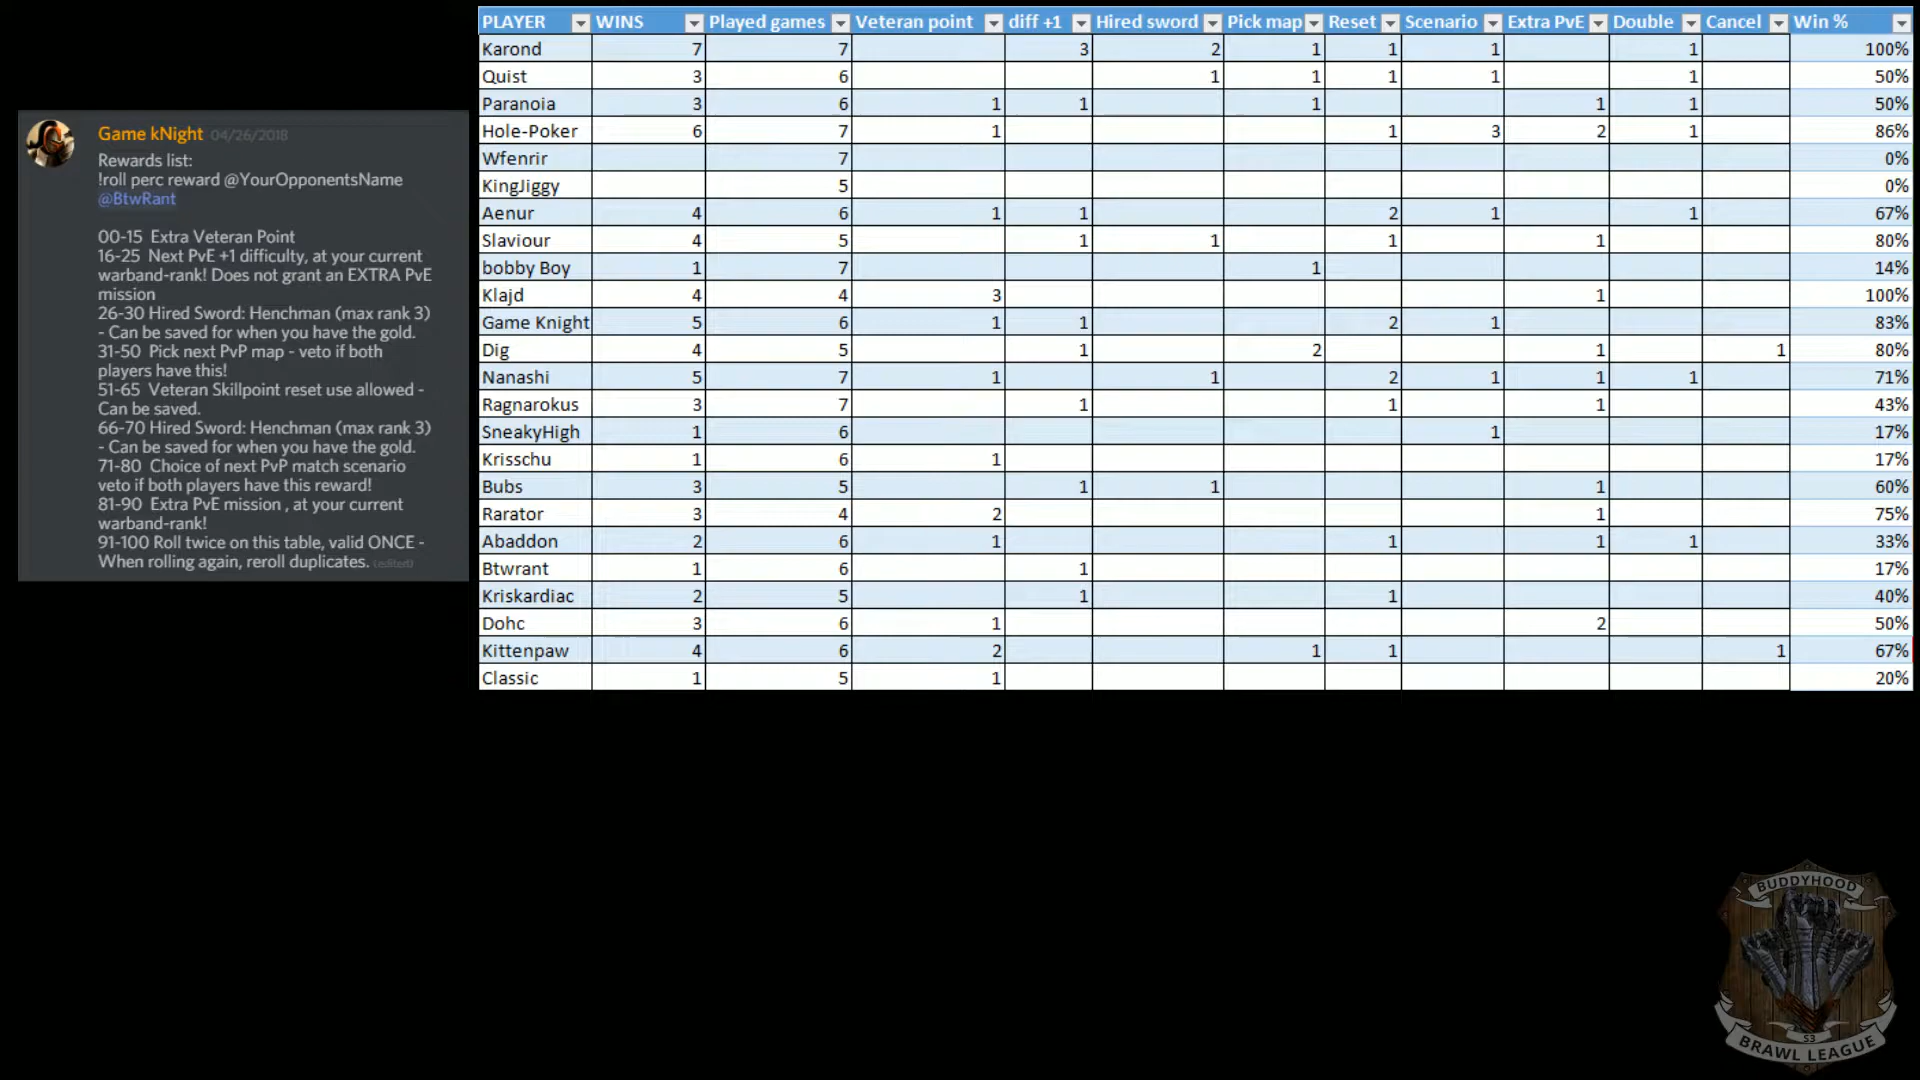 Game kNight 04/26/2018
Rewards list:
!roll perc reward @YourOpponentsName
@BtwRant
00-15 Extra Veteran Point
16-25 Next PvE +1 difficulty, at your current
warband-rank! Does not grant an EXTRA PvE
mission
26-30 Hired Sword: Henchman (max rank 3)
- Can be saved for when you have the gold.
31-50 Pick next PvP map - veto if both
players have this!
51-65 Veteran Skillpoint reset use allowed -
Can be saved.
66-70 Hired Sword: Henchman (max rank 3)
- Can be saved for when you have the gold.
71-80 Choice of next PvP match scenario
veto if both players have this reward!
81-90 Extra PvE mission , at your current
warband-rank!
91-100 Roll twice on this table, valid ONCE -
When rolling again, reroll duplicates. (edited)
PLAYER WINS Played games Veteran point diff +1 Hired sword Pick map Reset Scenario Extra PvE Double Cancel Win %
Karond 7 7 3 2 1 1 1 1 100%
Quist 3 6 1 1 1 1 1 50%
Paranoia 3 6 1 1 1 1 1 50%
Hole-Poker 6 7 1 1 3 2 1 86%
Wfenrir 7 0%
KingJiggy 5 0%
Aenur 4 6 1 1 2 1 1 67%
Slaviour 4 5 1 1 1 1 80%
bobby Boy 1 7 1 14%
Klajd 4 4 3 1 100%
Game Knight 5 6 1 1 2 1 83%
Dig 4 5 1 2 1 1 80%
Nanashi 5 7 1 1 2 1 1 1 71%
Ragnarokus 3 7 1 1 1 43%
SneakyHigh 1 6 1 17%
Krisschu 1 6 1 17%
Bubs 3 5 1 1 1 60%
Rarator 3 4 2 1 75%
Abaddon 2 6 1 1 1 1 33%
Btwrant 1 6 1 17%
Kriskardiac 2 5 1 1 40%
Dohc 3 6 1 2 50%
Kittenpaw 4 6 2 1 1 1 67%
Classic 1 5 1 20%
BUDDYHOOD
S3
BRAWL LEAGUE